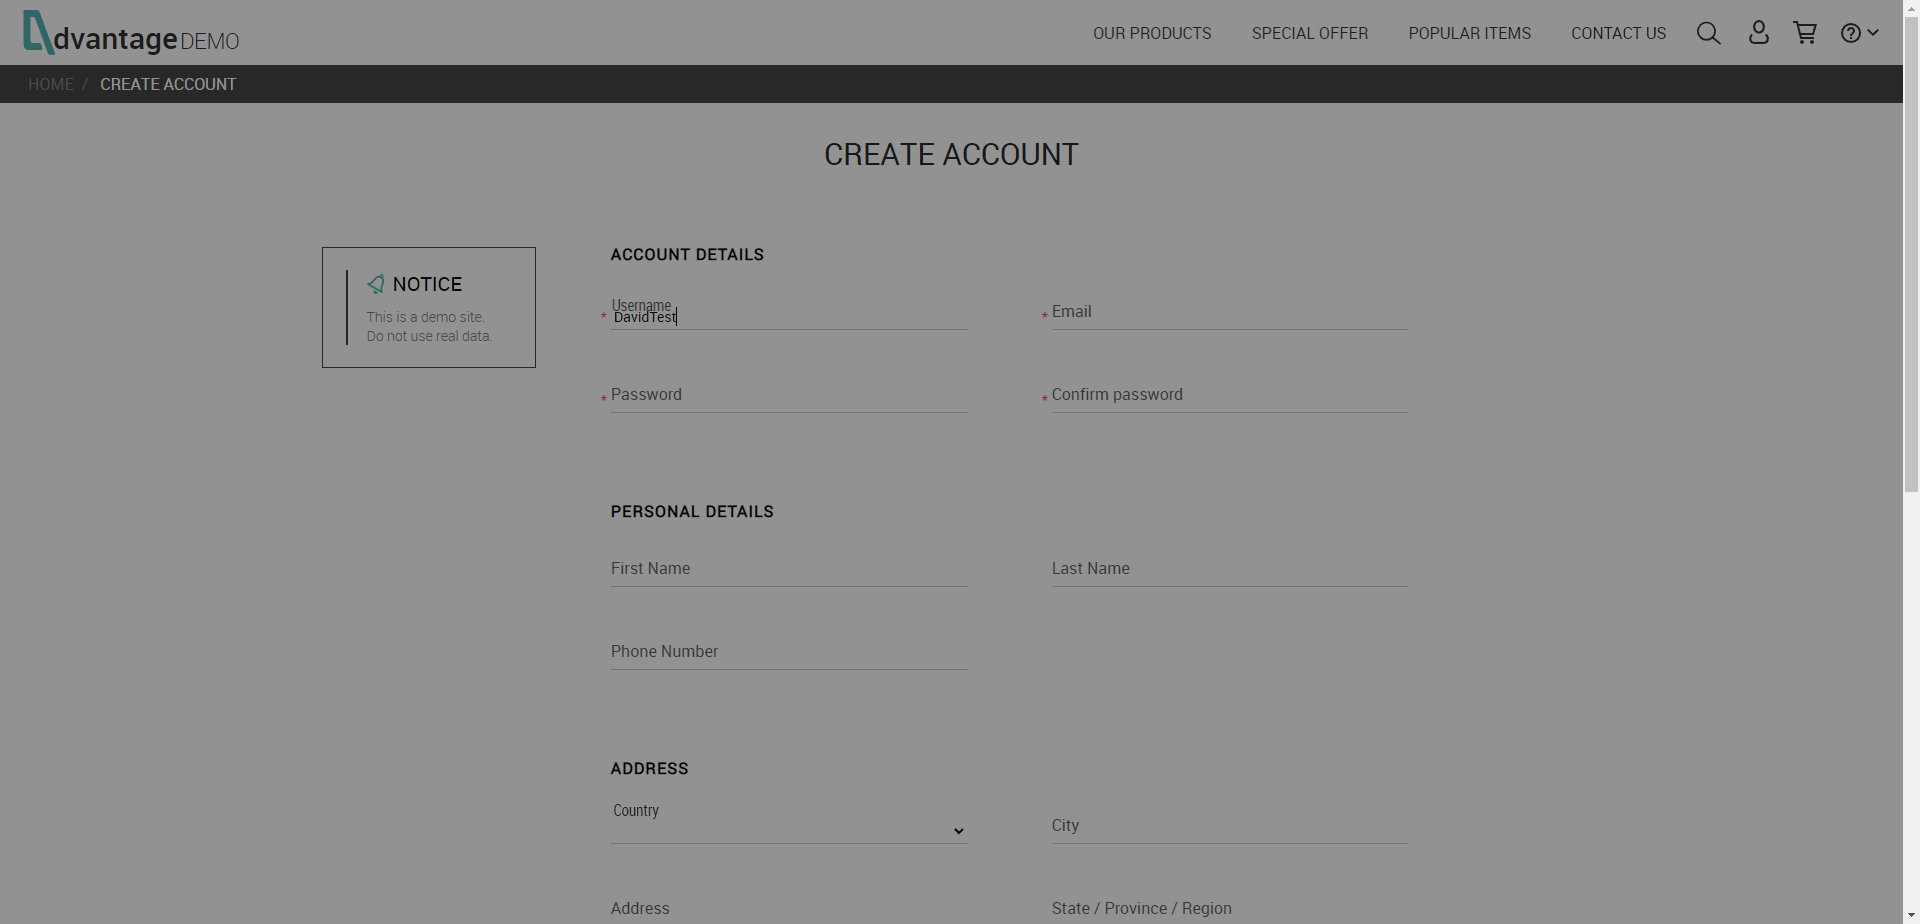 dvantage DEMO
OUR PRODUCTS SPECIAL OFFER POPULAR ITEMS CONTACT US
HOME / CREATE ACCOUNT
CREATE ACCOUNT
NOTICE
This is a demo site.
Do not use real data.
ACCOUNT DETAILS
Username
* DavidTest
* Email
* Password
* Confirm password
PERSONAL DETAILS
First Name
Last Name
Phone Number
ADDRESS
Country
City
Address
State / Province / Region